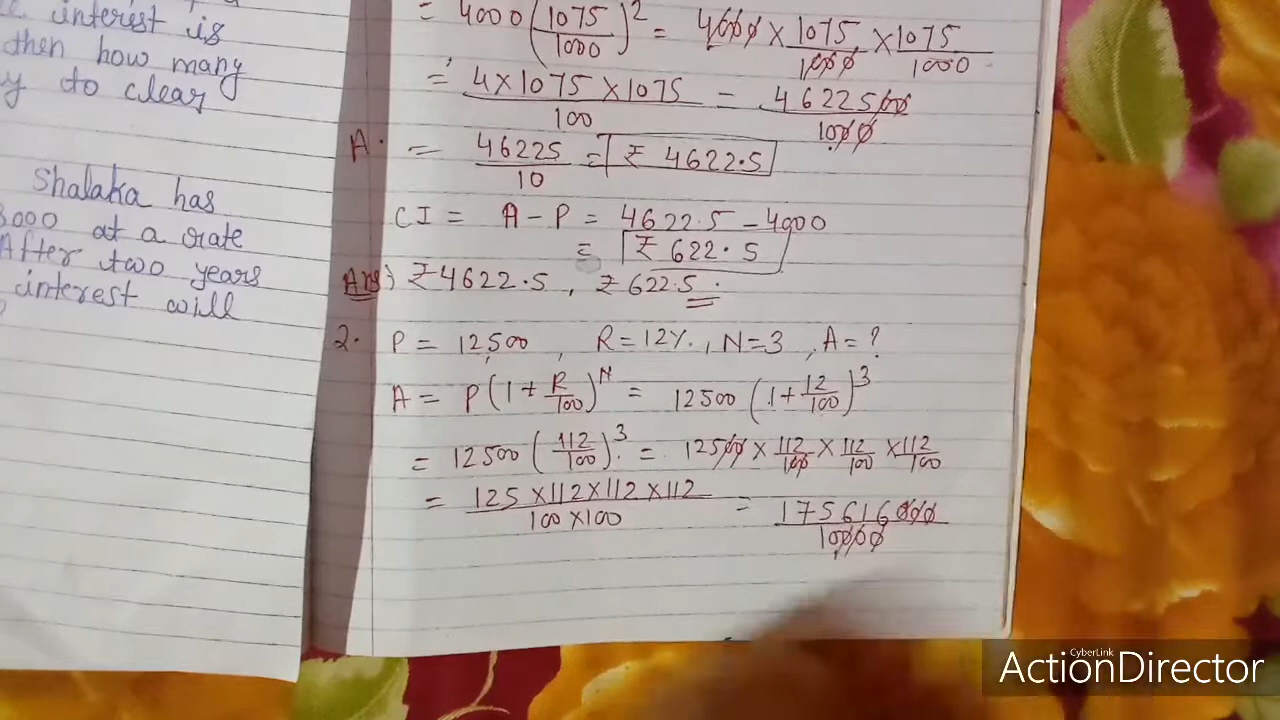 interest is
then how many
y to clear
Shalaka has
000 at a rate
After two years
interest will
= 4000 (1075/1000)² = 4000 × 1075/1000 × 1075/1000
= 4×1075×1075/100 = 4622500/1000
A. = 46225/10 = ₹ 4622.5
CI = A - P = 4622.5 - 4000
= ₹ 622.5
Ans) ₹4622.5, ₹622.5.
2. P = 12500, R = 12%., N=3, A = ?
A = P(1+R/100)ᴺ = 12500 (1+12/100)³
= 12500 (112/100)³ = 12500 × 112/100 × 112/100 × 112/100
= 125×112×112×112/100×100 = 175616000/10000
CyberLink
ActionDirector